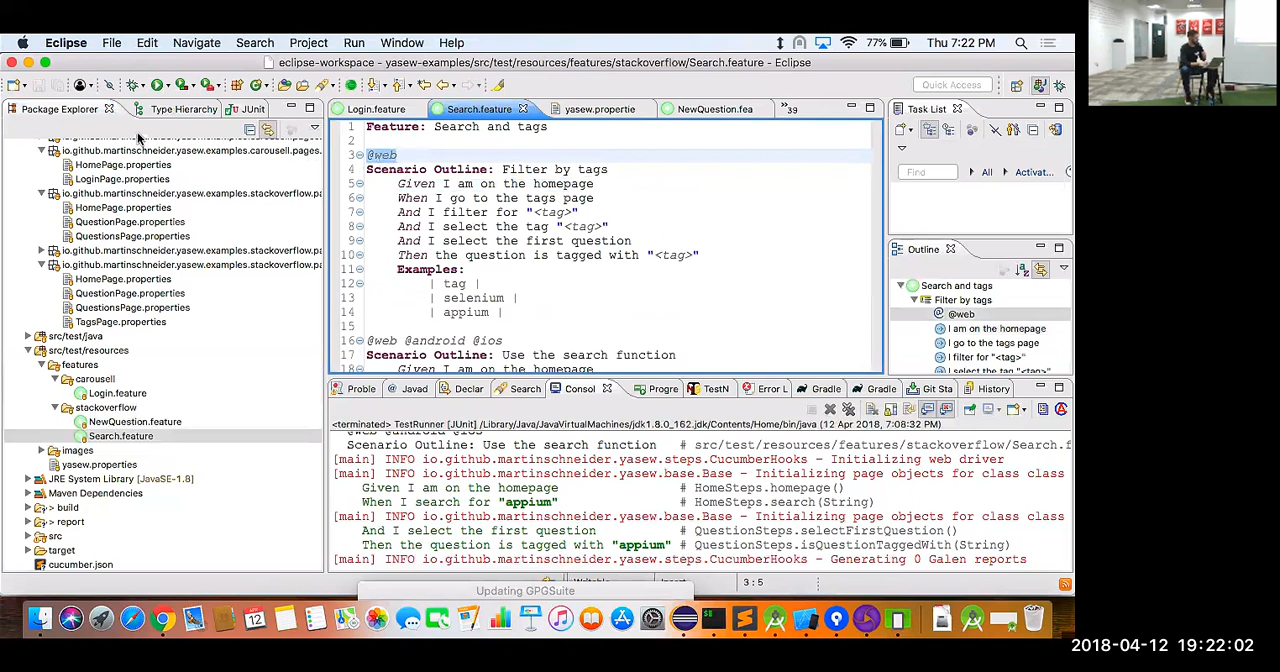 Eclipse File Edit Navigate Search Project Run Window Help 77% Thu 7:22 PM
eclipse-workspace - yasew-examples/src/test/resources/features/stackoverflow/Search.feature - Eclipse
Quick Access
Package Explorer Type Hierarchy JUnit
io.github.martinschneider.yasew.examples.carousell.pages.
HomePage.properties
LoginPage.properties
io.github.martinschneider.yasew.examples.stackoverflow.pa
HomePage.properties
QuestionPage.properties
QuestionsPage.properties
io.github.martinschneider.yasew.examples.stackoverflow.pa
io.github.martinschneider.yasew.examples.stackoverflow.pa
HomePage.properties
QuestionPage.properties
QuestionsPage.properties
TagsPage.properties
src/test/java
src/test/resources
features
carousell
Login.feature
stackoverflow
NewQuestion.feature
Search.feature
images
yasew.properties
JRE System Library [JavaSE-1.8]
Maven Dependencies
> build
> report
src
target
cucumber.json
Login.feature Search.feature yasew.propertie NewQuestion.fea »39
1 Feature: Search and tags
2
3 @web
4 Scenario Outline: Filter by tags
5 Given I am on the homepage
6 When I go to the tags page
7 And I filter for "<tag>"
8 And I select the tag "<tag>"
9 And I select the first question
10 Then the question is tagged with "<tag>"
11 Examples:
12 | tag |
13 | selenium |
14 | appium |
15
16 @web @android @ios
17 Scenario Outline: Use the search function
18 Given I am on the homepage
Task List
Find All Activat...
Outline
Search and tags
Filter by tags
@web
I am on the homepage
I go to the tags page
I filter for "<tag>"
I select the tag "<tag>
Proble Javad Declar Search Consol Progre TestN Error L Gradle Gradle Git Sta History
<terminated> TestRunner [JUnit] /Library/Java/JavaVirtualMachines/jdk1.8.0_162.jdk/Contents/Home/bin/java (12 Apr 2018, 7:08:32 PM)
@web @android @ios
Scenario Outline: Use the search function # src/test/resources/features/stackoverflow/Search.f
[main] INFO io.github.martinschneider.yasew.steps.CucumberHooks - Initializing web driver
[main] INFO io.github.martinschneider.yasew.base.Base - Initializing page objects for class class
Given I am on the homepage # HomeSteps.homepage()
When I search for "appium" # HomeSteps.search(String)
[main] INFO io.github.martinschneider.yasew.base.Base - Initializing page objects for class class
And I select the first question # QuestionSteps.selectFirstQuestion()
Then the question is tagged with "appium" # QuestionSteps.isQuestionTaggedWith(String)
[main] INFO io.github.martinschneider.yasew.steps.CucumberHooks - Generating 0 Galen reports
3 : 5
Updating GPGSuite
2018-04-12 19:22:02